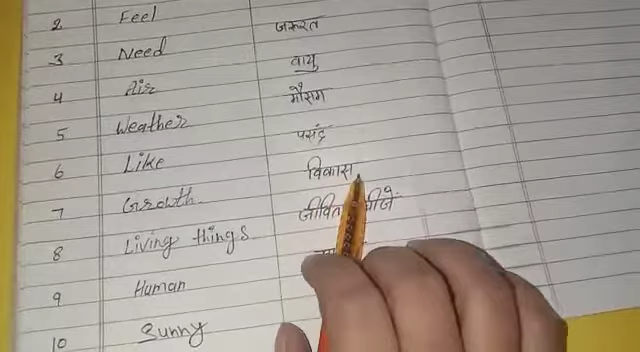 2 Feel
3 Need जरूरत
4 Air वायु
5 Weather मौसम
6 Like पसंद
7 Growth विकास
8 Living things जीवित चीजें
9 Human
10 Sunny